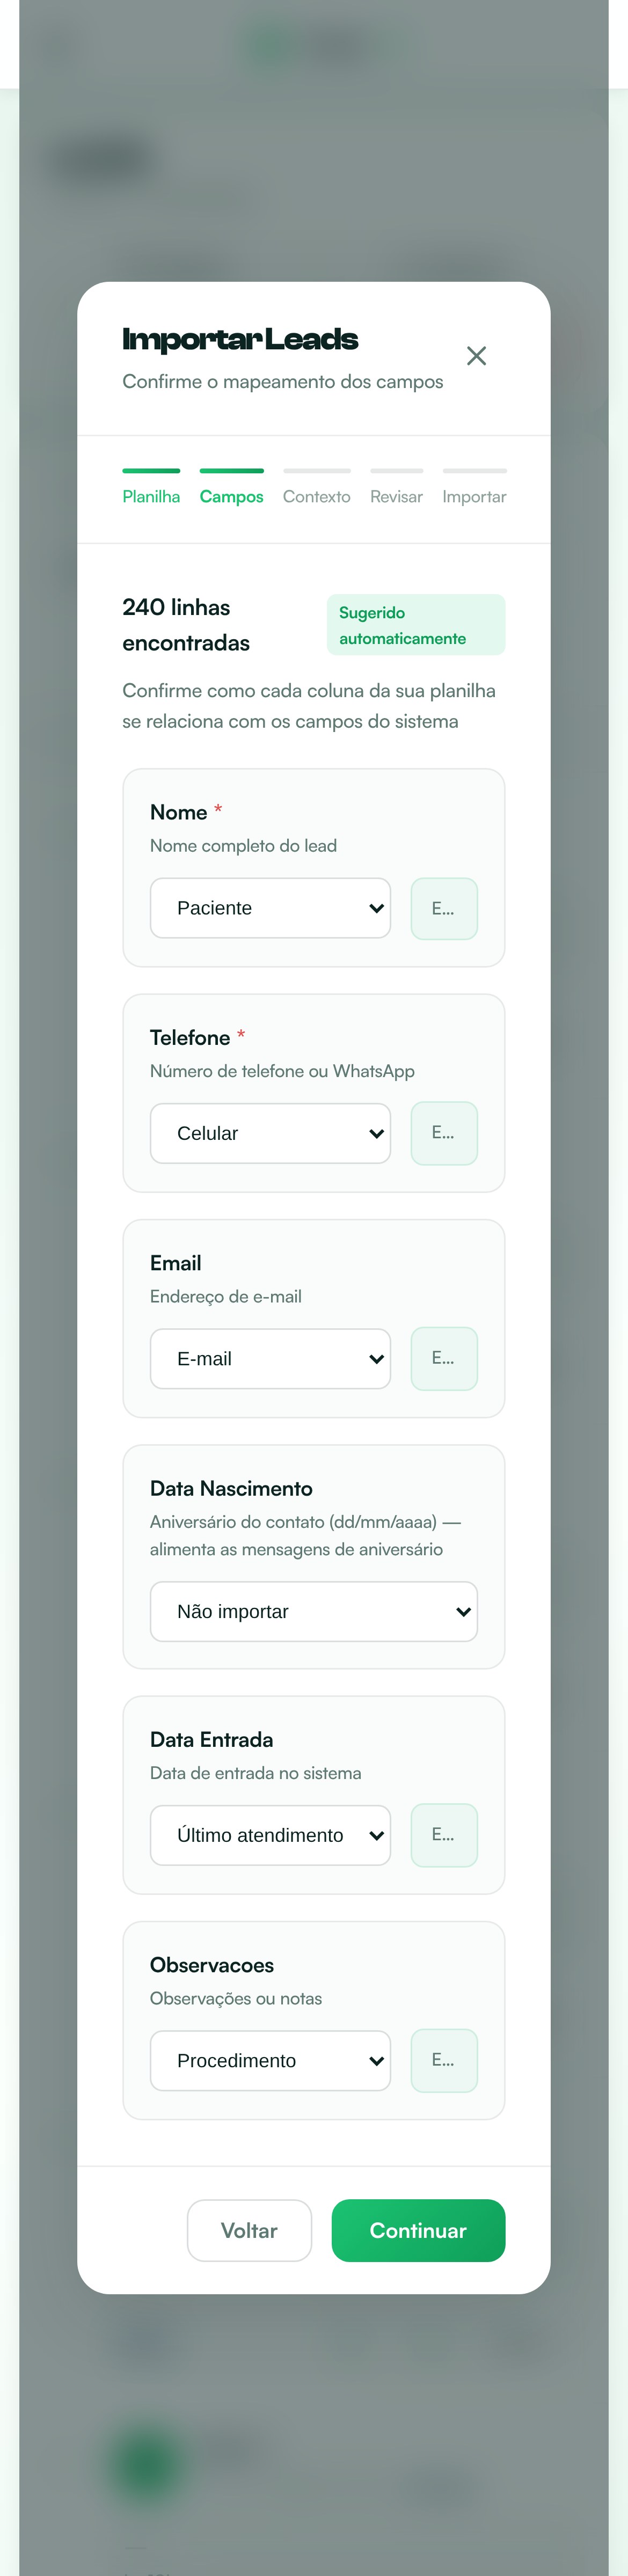 Importar Leads
Confirme o mapeamento dos campos
Planilha Campos Contexto Revisar Importar
240 linhas
encontradas
Sugerido
automaticamente
Confirme como cada coluna da sua planilha
se relaciona com os campos do sistema
Nome *
Nome completo do lead
Paciente E...
Telefone *
Número de telefone ou WhatsApp
Celular E...
Email
Endereço de e-mail
E-mail E...
Data Nascimento
Aniversário do contato (dd/mm/aaaa) —
alimenta as mensagens de aniversário
Não importar
Data Entrada
Data de entrada no sistema
Último atendimento E...
Observacoes
Observações ou notas
Procedimento E...
Voltar Continuar